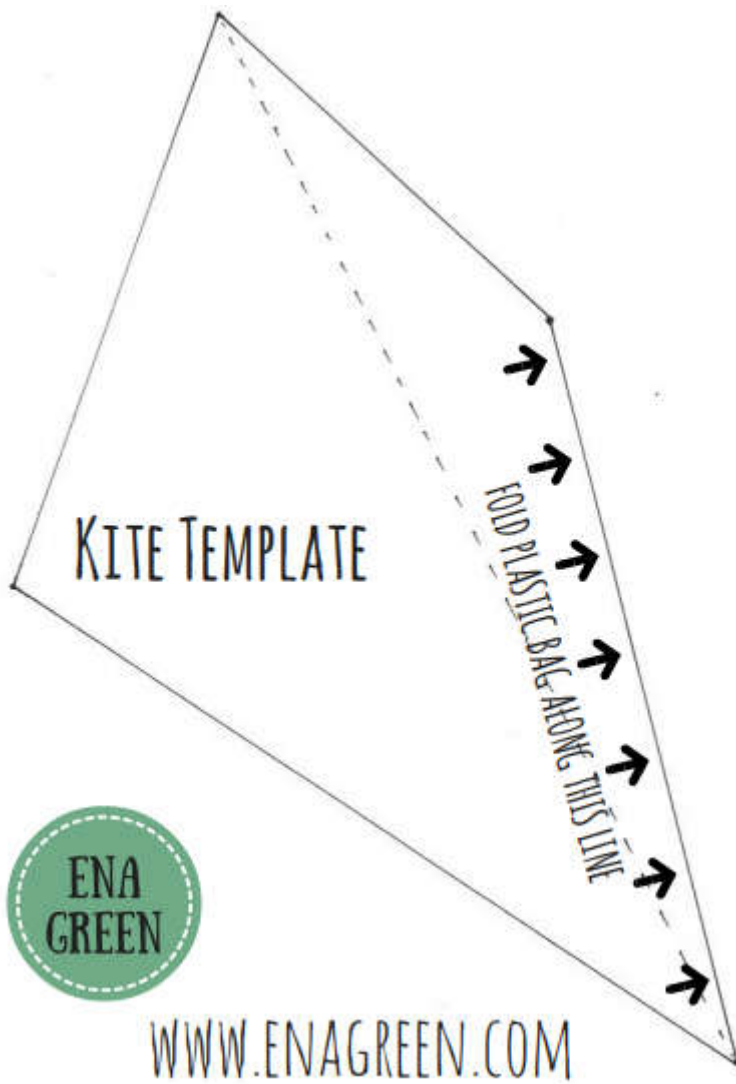 KITE TEMPLATE
FOLD PLASTIC BAG ALONG THIS LINE
ENA
GREEN
WWW.ENAGREEN.COM